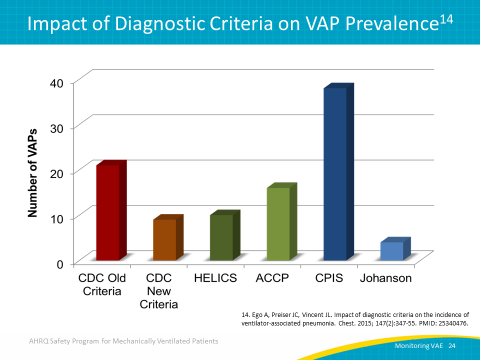 Impact of Diagnostic Criteria on VAP Prevalence14
40
30
20
10
0
Number of VAPs
CDC Old
Criteria
CDC
New
Criteria
HELICS
ACCP
CPIS
Johanson
14. Ego A, Preiser JC, Vincent JL. Impact of diagnostic criteria on the incidence of
ventilator-associated pneumonia. Chest. 2015; 147(2):347-55. PMID: 25340476.
AHRQ Safety Program for Mechanically Ventilated Patients
Monitoring VAE 24